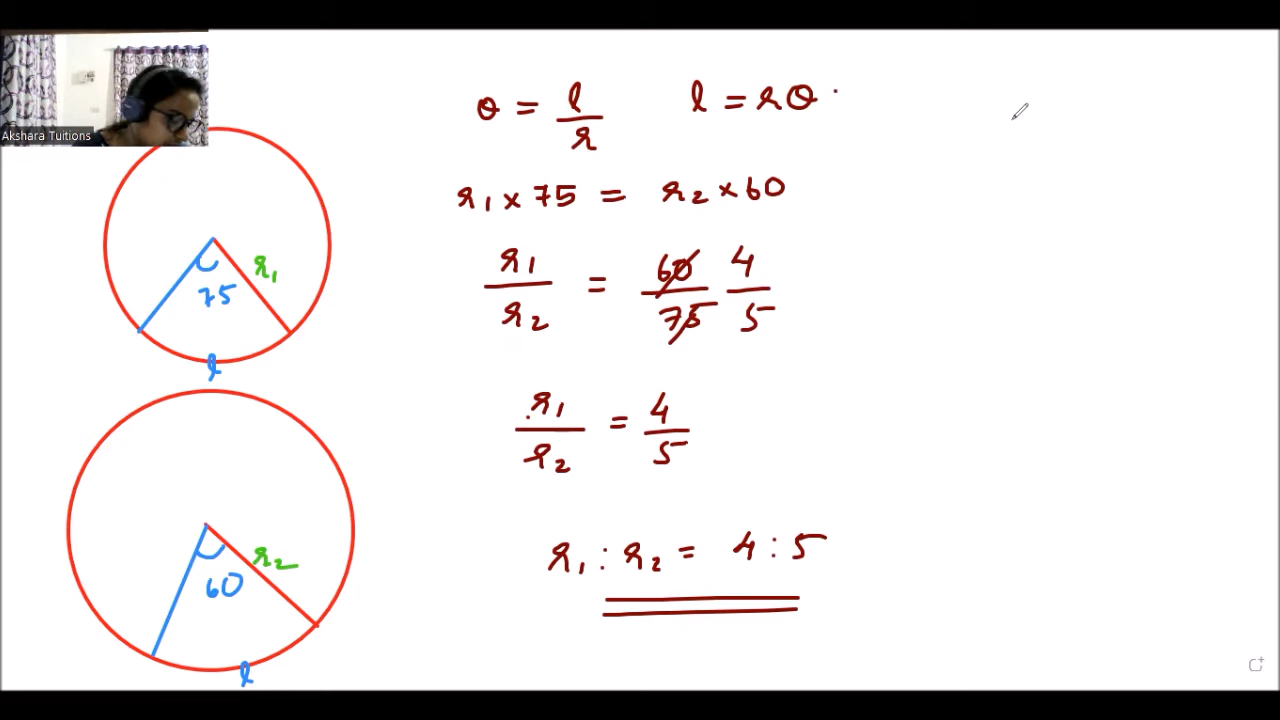 Akshara Tuitions
θ = l/r    l = rθ
r₁ × 75 = r₂ × 60
r₁/r₂ = 60/75 4/5
r₁/r₂ = 4/5
r₁ : r₂ = 4 : 5
r₁
75
l
r₂
60
l